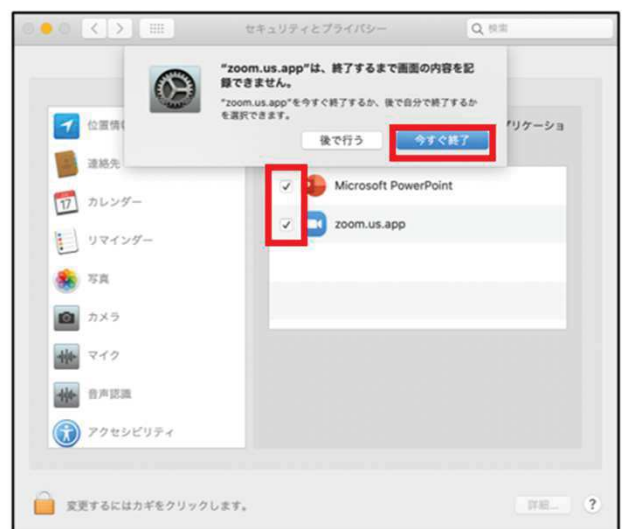 セキュリティとプライバシー
検索
"zoom.us.app"は、終了するまで画面の内容を記
録できません。
"zoom.us.app"を今すぐ終了するか、後で自分で終了するか
を選択できます。
後で行う
今すぐ終了
位置情
プリケーショ
連絡先
17
カレンダー
リマインダー
写真
カメラ
マイク
音声認識
アクセシビリティ
Microsoft PowerPoint
zoom.us.app
変更するにはカギをクリックします。
詳細...
?